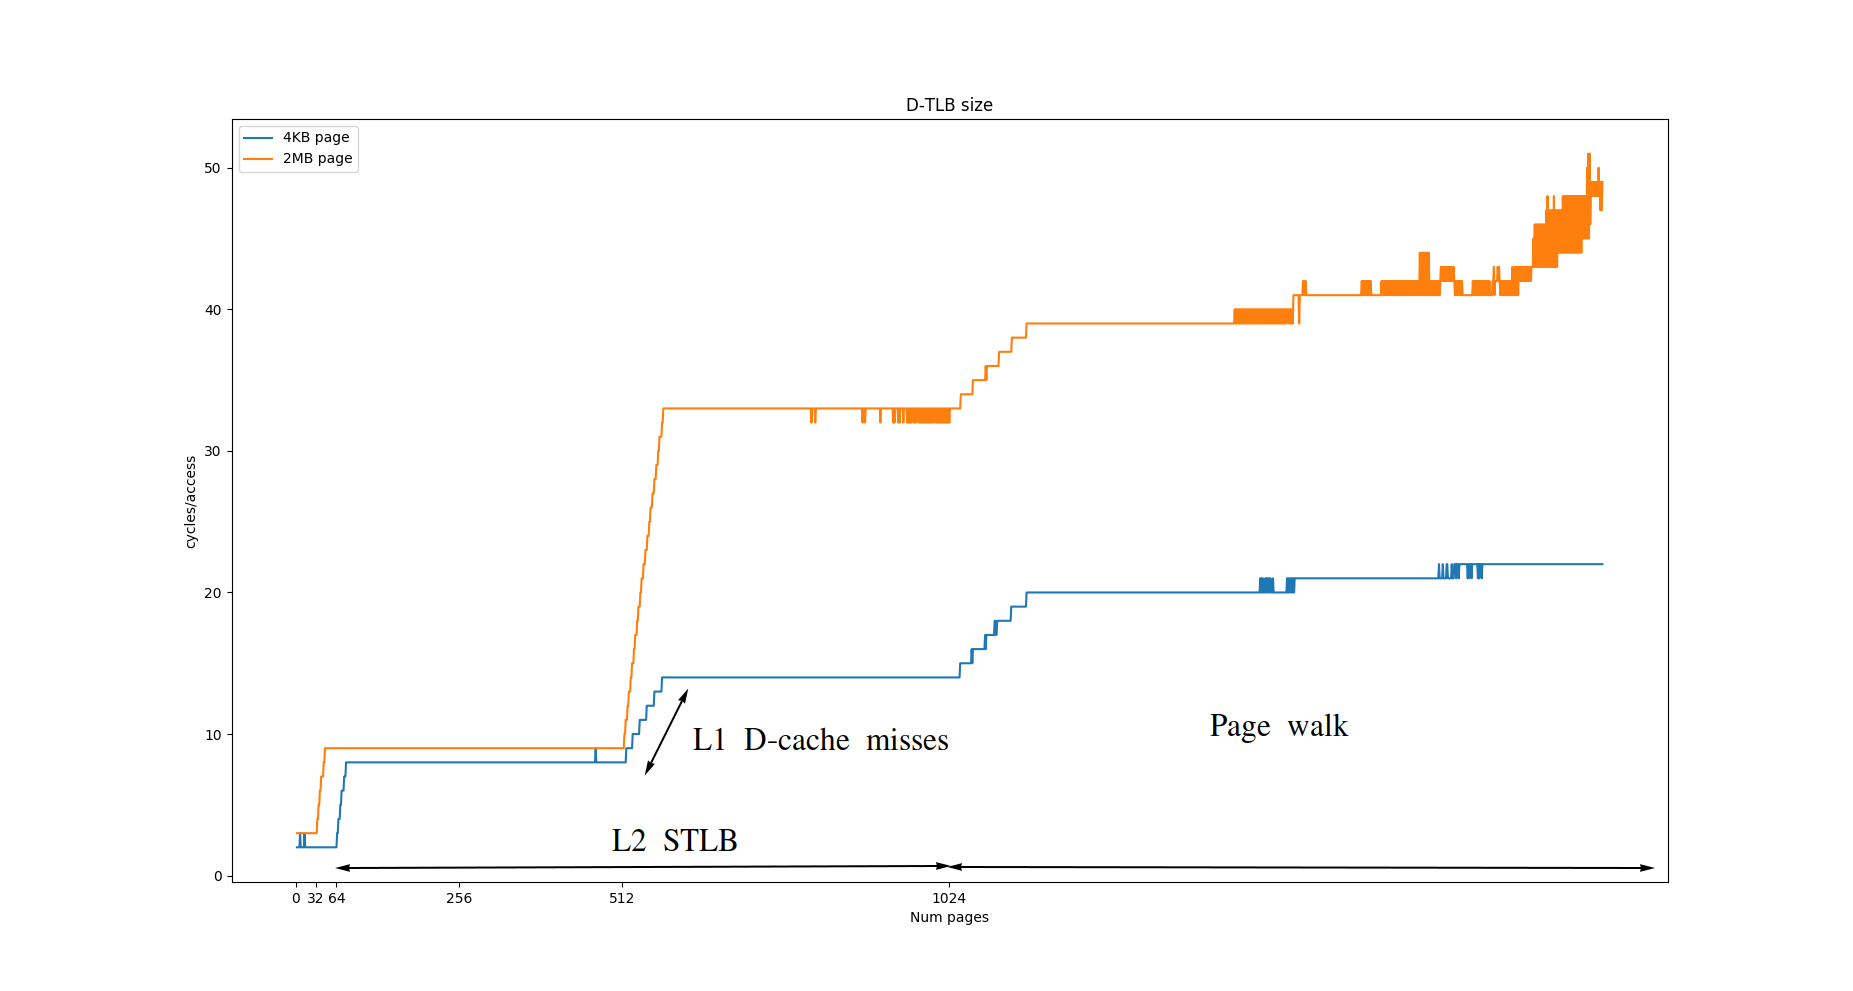 D-TLB size
4KB page
2MB page
50
40
30
20
10
0
cycles/access
L1 D-cache misses
Page walk
L2 STLB
0 32 64 256 512 1024
Num pages